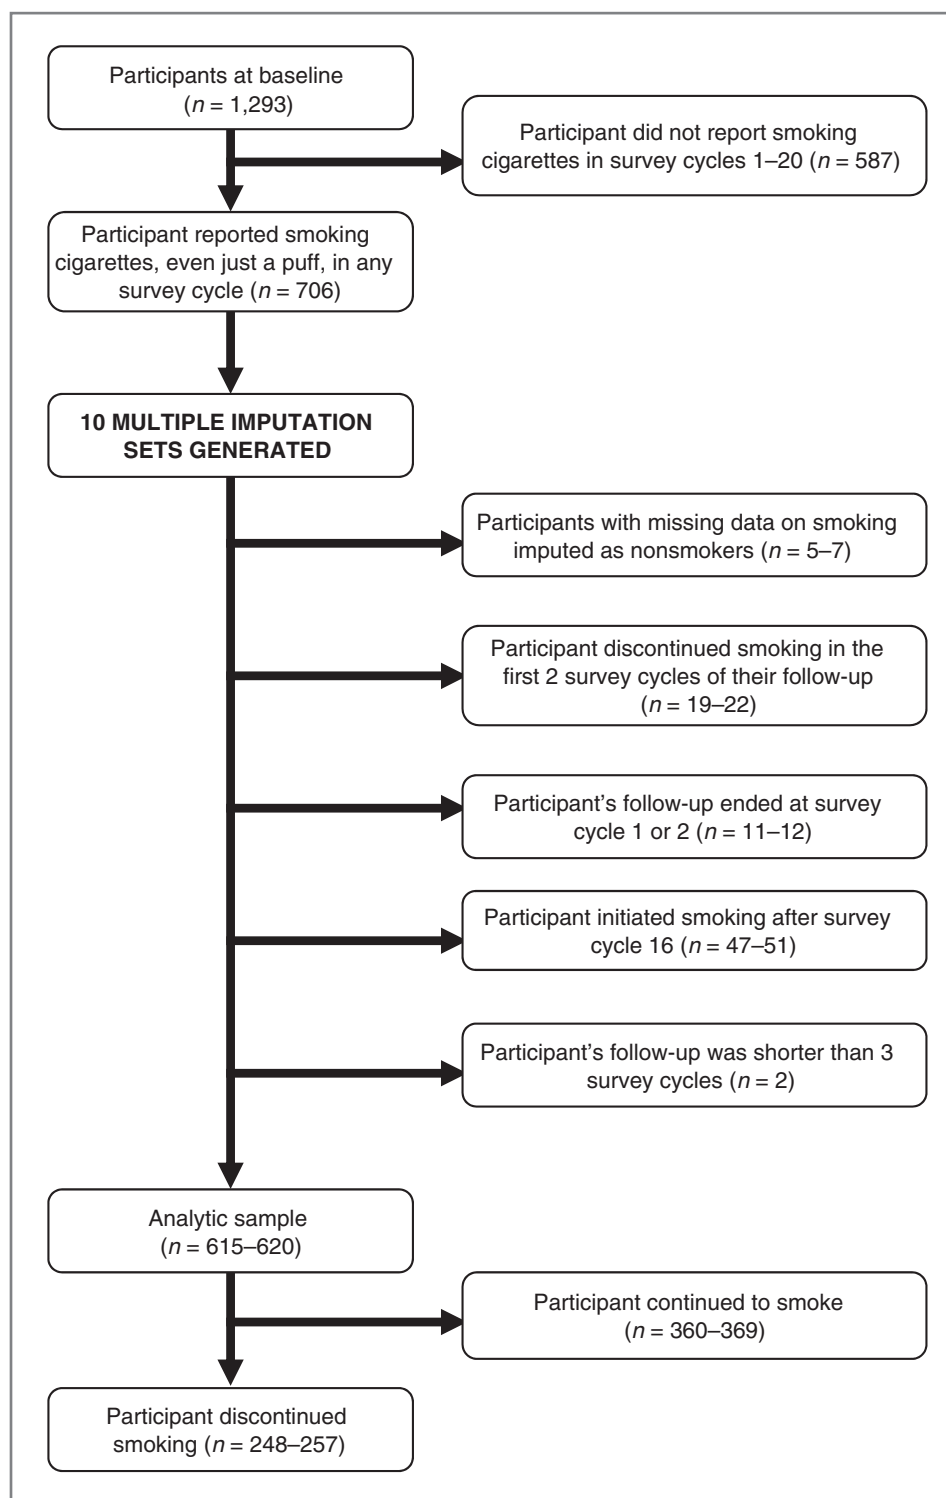 Participants at baseline
(n = 1,293)
Participant did not report smoking
cigarettes in survey cycles 1–20 (n = 587)
Participant reported smoking
cigarettes, even just a puff, in any
survey cycle (n = 706)
10 MULTIPLE IMPUTATION
SETS GENERATED
Participants with missing data on smoking
imputed as nonsmokers (n = 5–7)
Participant discontinued smoking in the
first 2 survey cycles of their follow-up
(n = 19–22)
Participant’s follow-up ended at survey
cycle 1 or 2 (n = 11–12)
Participant initiated smoking after survey
cycle 16 (n = 47–51)
Participant’s follow-up was shorter than 3
survey cycles (n = 2)
Analytic sample
(n = 615–620)
Participant continued to smoke
(n = 360–369)
Participant discontinued
smoking (n = 248–257)